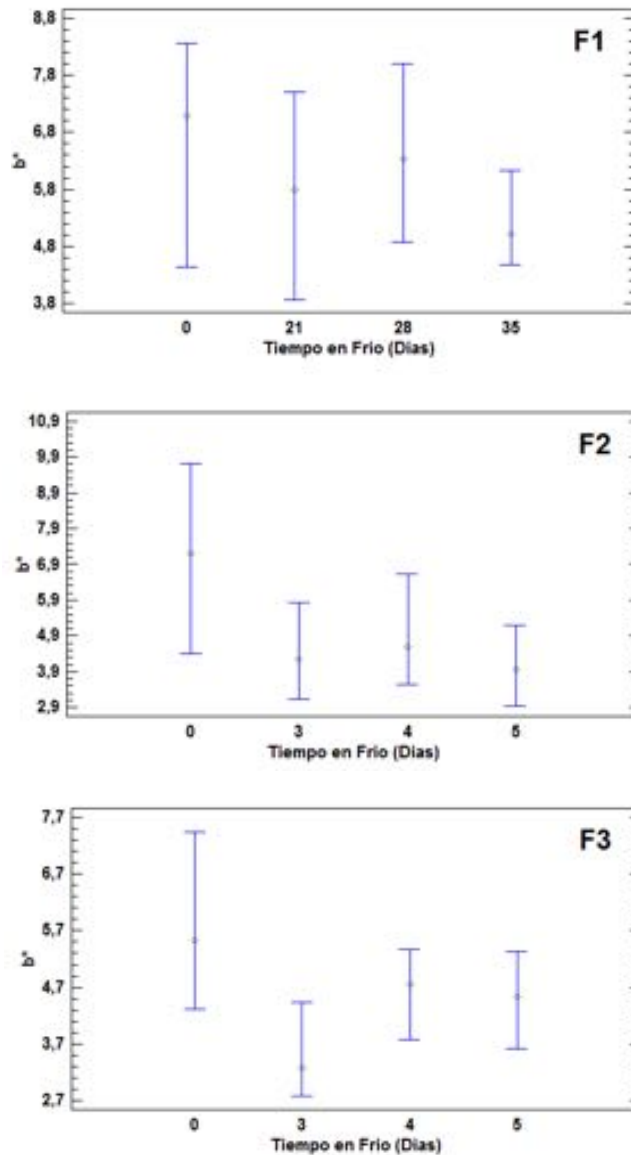 F1
8,8
7,8
6,8
5,8
4,8
3,8
b*
0 21 28 35
Tiempo en Frio (Dias)
F2
10,9
9,9
8,9
7,9
6,9
5,9
4,9
3,9
2,9
b*
0 3 4 5
Tiempo en Frio (Dias)
F3
7,7
6,7
5,7
4,7
3,7
2,7
b*
0 3 4 5
Tiempo en Frio (Dias)